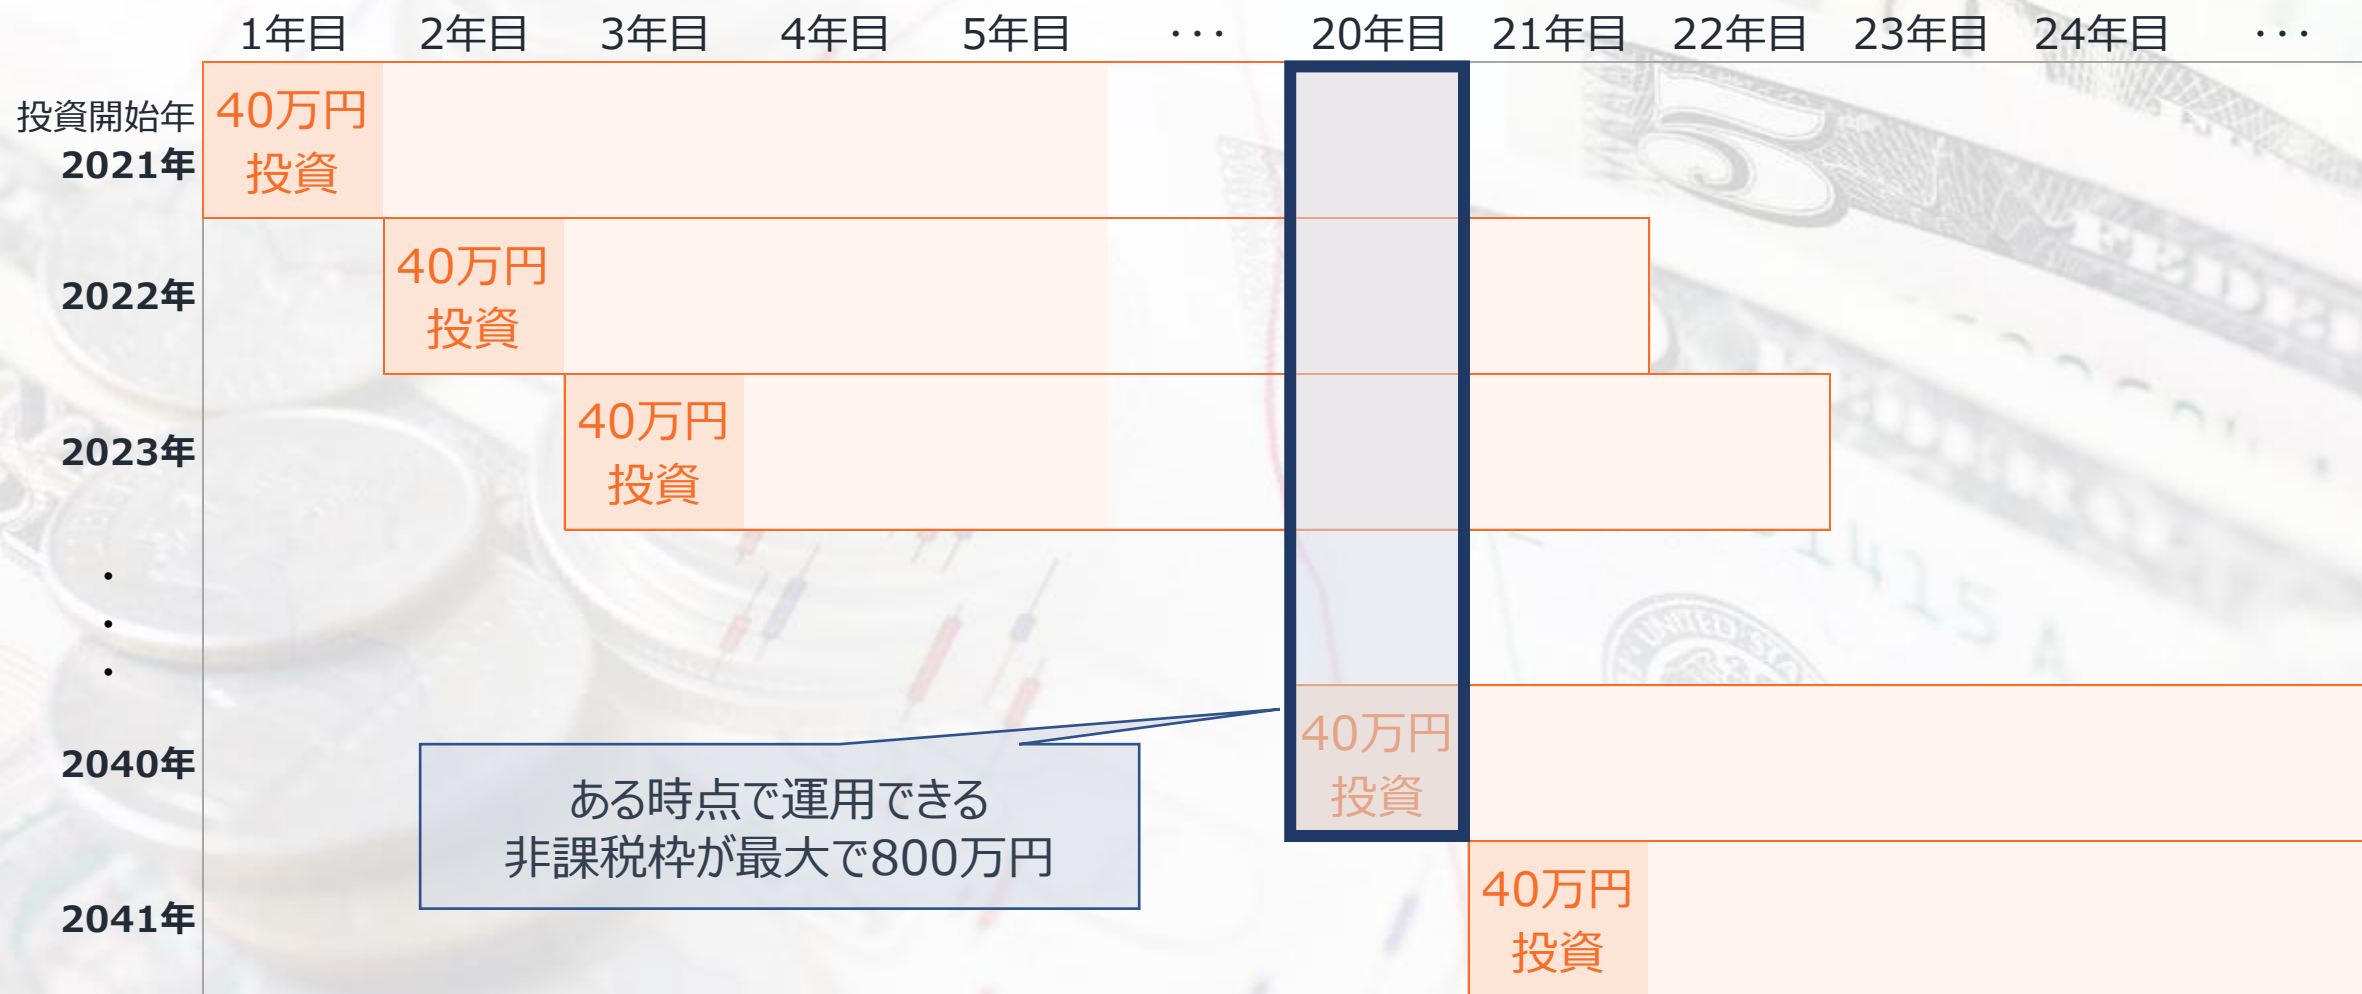 1年目 2年目 3年目 4年目 5年目 ・・・ 20年目 21年目 22年目 23年目 24年目 ・・・
投資開始年
2021年
40万円
投資
2022年
40万円
投資
2023年
40万円
投資
・
・
・
2040年
40万円
投資
ある時点で運用できる
非課税枠が最大で800万円
2041年
40万円
投資